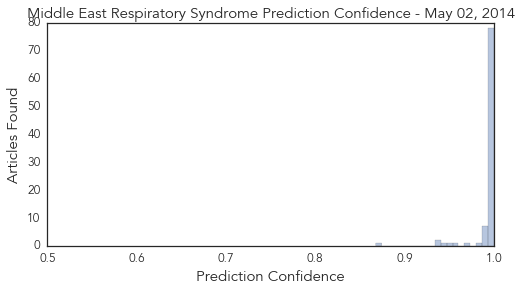 Middle East Respiratory Syndrome Prediction Confidence - May 02, 2014
80
70
60
50
40
30
20
10
0
Articles Found
0.5 0.6 0.7 0.8 0.9 1.0
Prediction Confidence